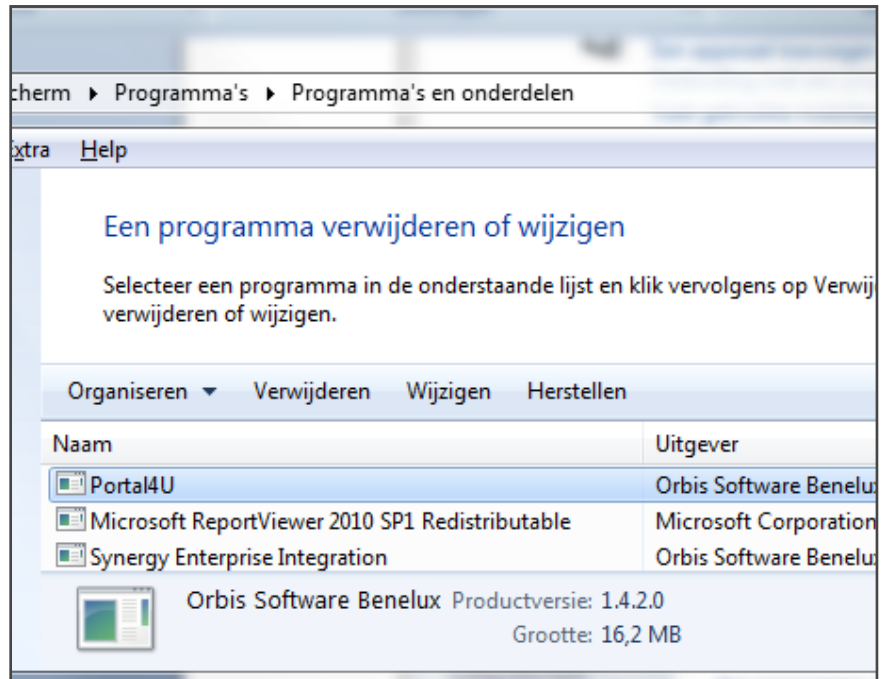 cherm ▸ Programma's ▸ Programma's en onderdelen
Extra Help
Een programma verwijderen of wijzigen
Selecteer een programma in de onderstaande lijst en klik vervolgens op Verwij
verwijderen of wijzigen.
Organiseren Verwijderen Wijzigen Herstellen
Naam Uitgever
Portal4U Orbis Software Benelux
Microsoft ReportViewer 2010 SP1 Redistributable Microsoft Corporation
Synergy Enterprise Integration Orbis Software Benelux
Orbis Software Benelux Productversie: 1.4.2.0
Grootte: 16,2 MB